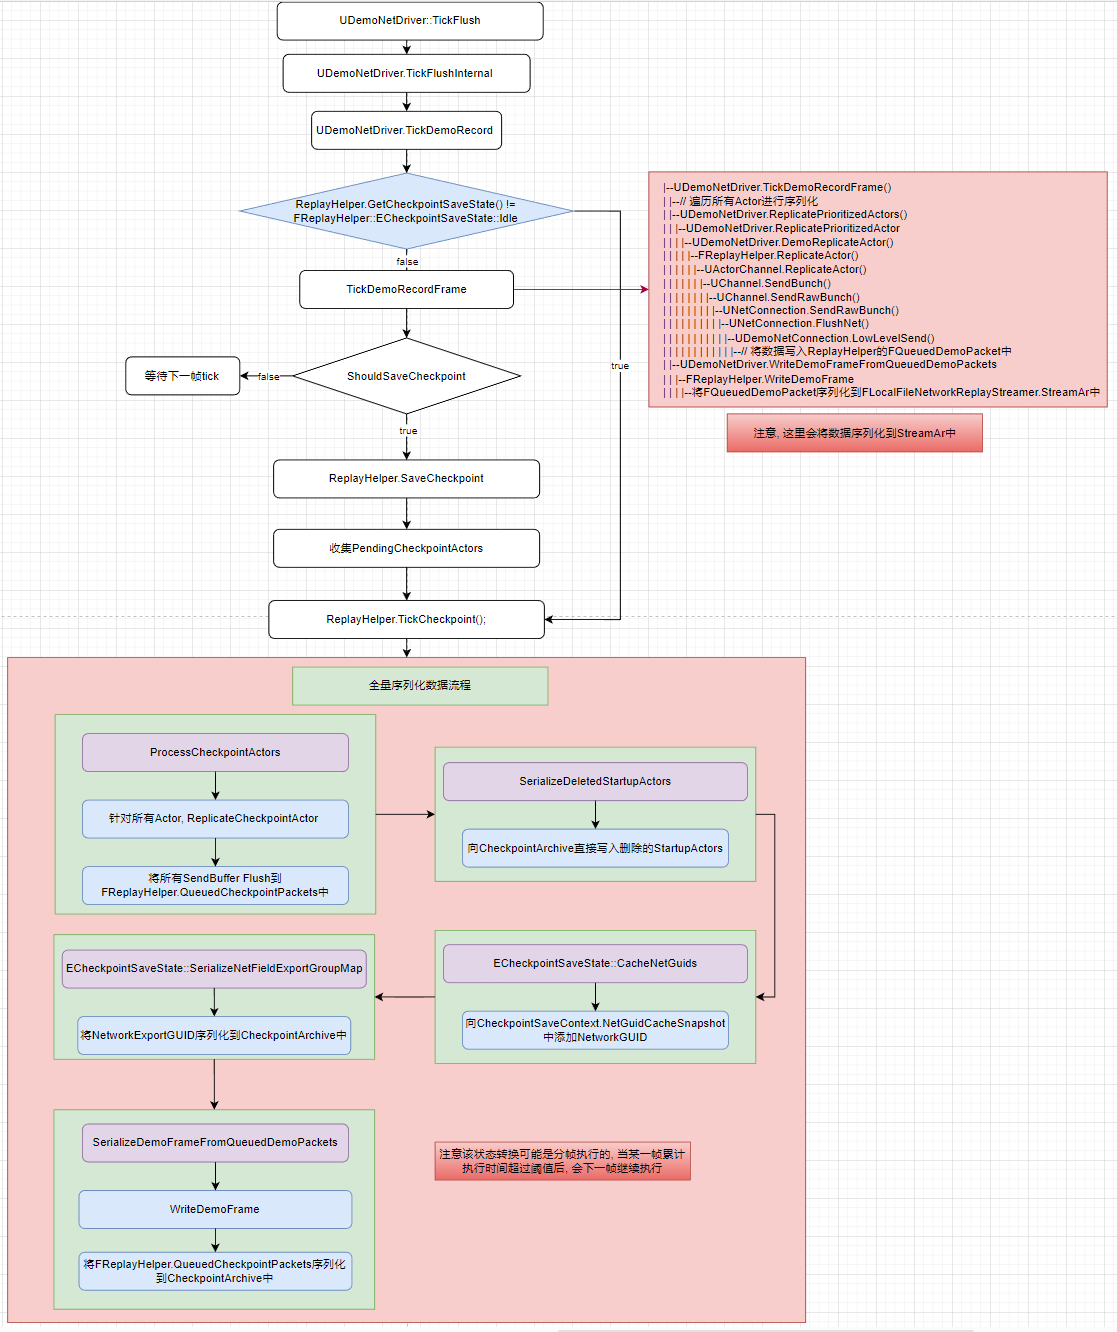 UDemoNetDriver::TickFlush
UDemoNetDriver.TickFlushInternal
UDemoNetDriver.TickDemoRecord
ReplayHelper.GetCheckpointSaveState() !=
FReplayHelper::ECheckpointSaveState::Idle
false
TickDemoRecordFrame
|--UDemoNetDriver.TickDemoRecordFrame()
| |--// 遍历所有Actor进行序列化
| |--UDemoNetDriver.ReplicatePrioritizedActors()
| | |--UDemoNetDriver.ReplicatePrioritizedActor
| | | |--UDemoNetDriver.DemoReplicateActor()
| | | | |--FReplayHelper.ReplicateActor()
| | | | | |--UActorChannel.ReplicateActor()
| | | | | | |--UChannel.SendBunch()
| | | | | | | |--UChannel.SendRawBunch()
| | | | | | | | |--UNetConnection.SendRawBunch()
| | | | | | | | | |--UNetConnection.FlushNet()
| | | | | | | | | | |--UDemoNetConnection.LowLevelSend()
| | | | | | | | | | | |--// 将数据写入ReplayHelper的FQueuedDemoPacket中
| |--UDemoNetDriver.WriteDemoFrameFromQueuedDemoPackets
| | |--FReplayHelper.WriteDemoFrame
| | | |--将FQueuedDemoPacket序列化到FLocalFileNetworkReplayStreamer.StreamAr中
注意, 这里会将数据序列化到StreamAr中
true
ShouldSaveCheckpoint
false
等待下一帧tick
true
ReplayHelper.SaveCheckpoint
收集PendingCheckpointActors
ReplayHelper.TickCheckpoint();
全量序列化数据流程
ProcessCheckpointActors
针对所有Actor, ReplicateCheckpointActor
将所有SendBuffer Flush到
FReplayHelper.QueuedCheckpointPackets中
SerializeDeletedStartupActors
向CheckpointArchive直接写入删除的StartupActors
ECheckpointSaveState::CacheNetGuids
向CheckpointSaveContext.NetGuidCacheSnapshot
中添加NetworkGUID
ECheckpointSaveState::SerializeNetFieldExportGroupMap
将NetworkExportGUID序列化到CheckpointArchive中
SerializeDemoFrameFromQueuedDemoPackets
WriteDemoFrame
将FReplayHelper.QueuedCheckpointPackets序列化
到CheckpointArchive中
注意该状态转换可能是分帧执行的, 当某一帧累计
执行时间超过阈值后, 会下一帧继续执行